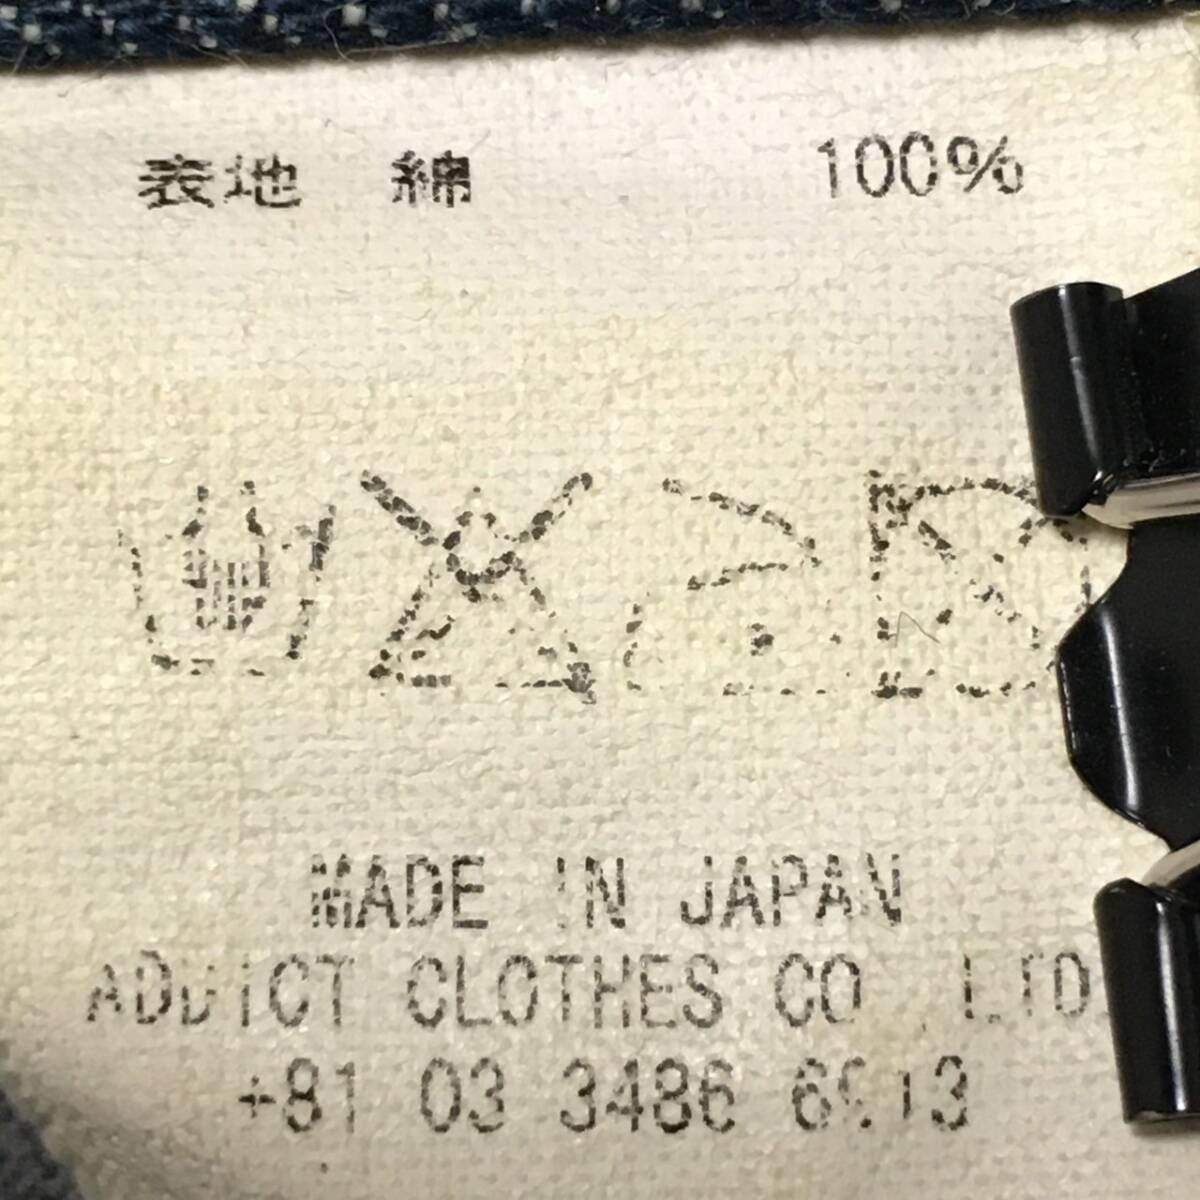 表地 綿 100%
MADE IN JAPAN
ADDICT CLOTHES CO., LTD.
+81 03 3486